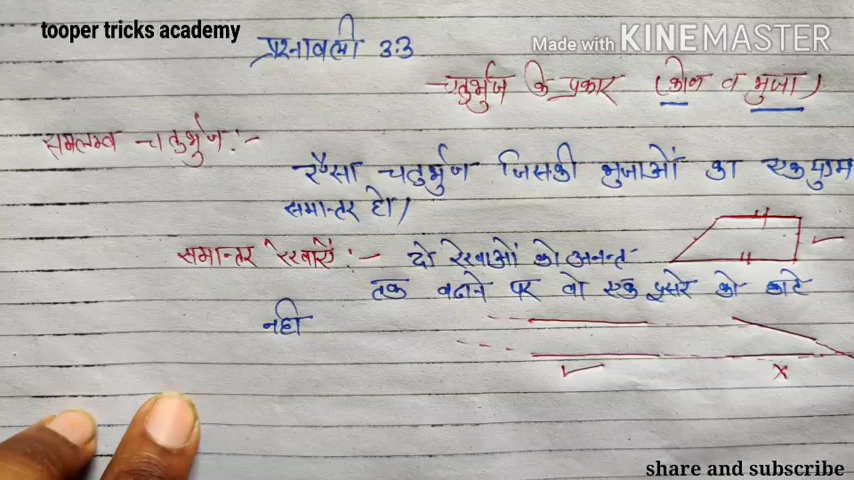 tooper tricks academy
Made with KINEMASTER
प्रश्नावली 3.3
चतुर्भुज के प्रकार (कोण व भुजा)
समलम्ब चतुर्भुज :-
ऐसा चतुर्भुज जिसकी भुजाओं का एक युग्म
समान्तर हो।
समान्तर रेखाऐं :- दो रेखाओं को अनन्त
तक बढाने पर वो एक दूसरे को काटे
नही
share and subscribe